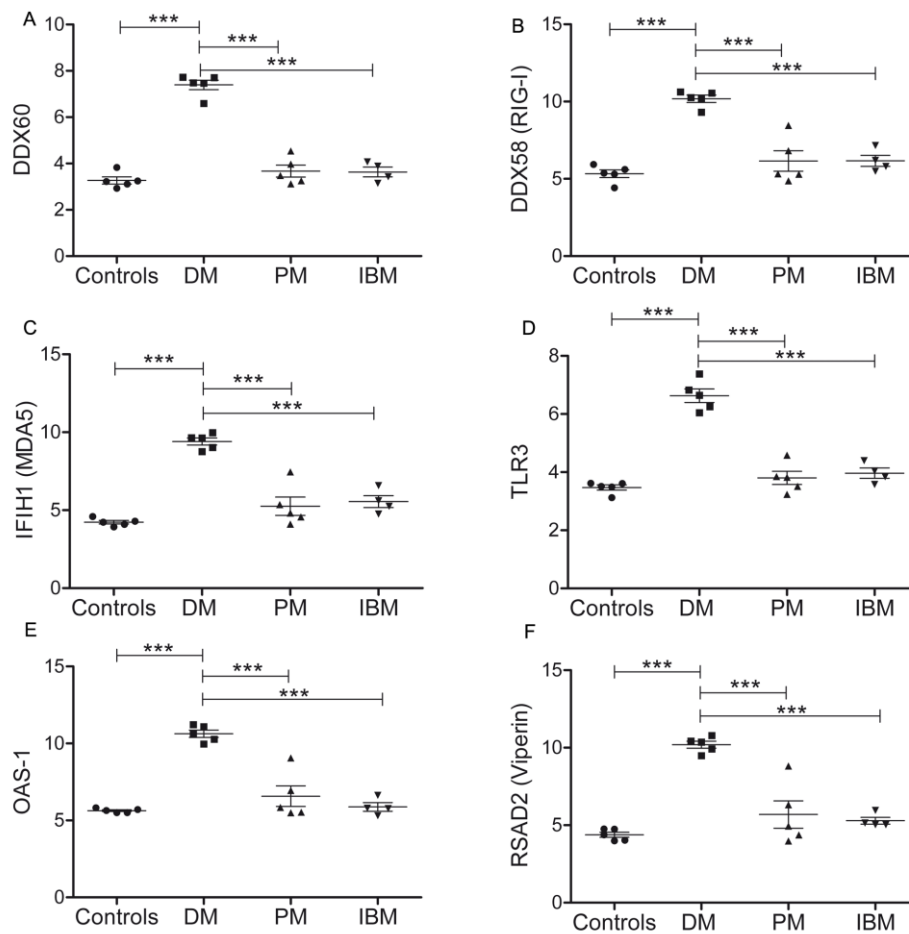 A
DDX60
10
8
6
4
2
0
***
***
***
Controls DM PM IBM
B
DDX58 (RIG-I)
15
10
5
0
***
***
***
Controls DM PM IBM
C
IFIH1 (MDA5)
15
10
5
0
***
***
***
Controls DM PM IBM
D
TLR3
8
6
4
2
0
***
***
***
Controls DM PM IBM
E
OAS-1
15
10
5
0
***
***
***
Controls DM PM IBM
F
RSAD2 (Viperin)
15
10
5
0
***
***
***
Controls DM PM IBM